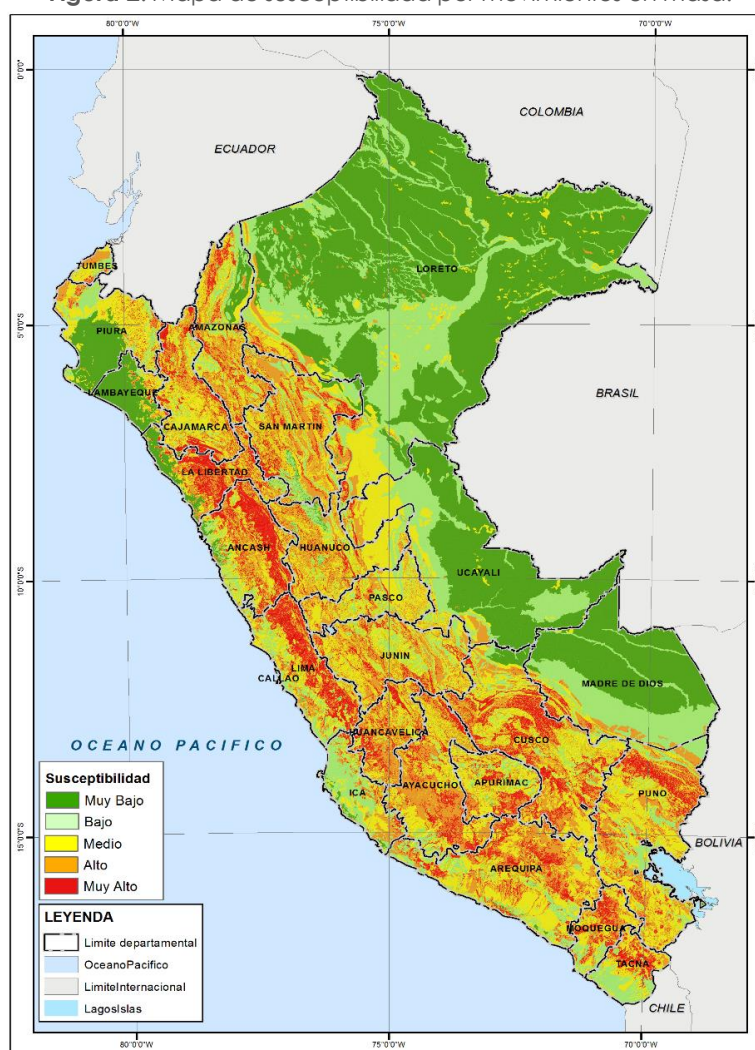 80°0'0"W 75°0'0"W 70°0'0"W
0°0'0"
COLOMBIA
ECUADOR
TUMBES
LORETO
5°0'0"S
PIURA
AMAZONAS
BRASIL
LAMBAYEQUE
CAJAMARCA
SAN MARTIN
LA LIBERTAD
ANCASH
HUANUCO
UCAYALI
10°0'0"S
PASCO
JUNIN
LIMA
CALLAO
MADRE DE DIOS
HUANCAVELICA
CUSCO
OCEANO PACIFICO
ICA
AYACUCHO
APURIMAC
PUNO
15°0'0"S
BOLIVIA
AREQUIPA
MOQUEGUA
TACNA
CHILE
Susceptibilidad
Muy Bajo
Bajo
Medio
Alto
Muy Alto
LEYENDA
Limite departamental
OceanoPacifico
LimiteInternacional
LagosIslas
80°0'0"W 75°0'0"W 70°0'0"W